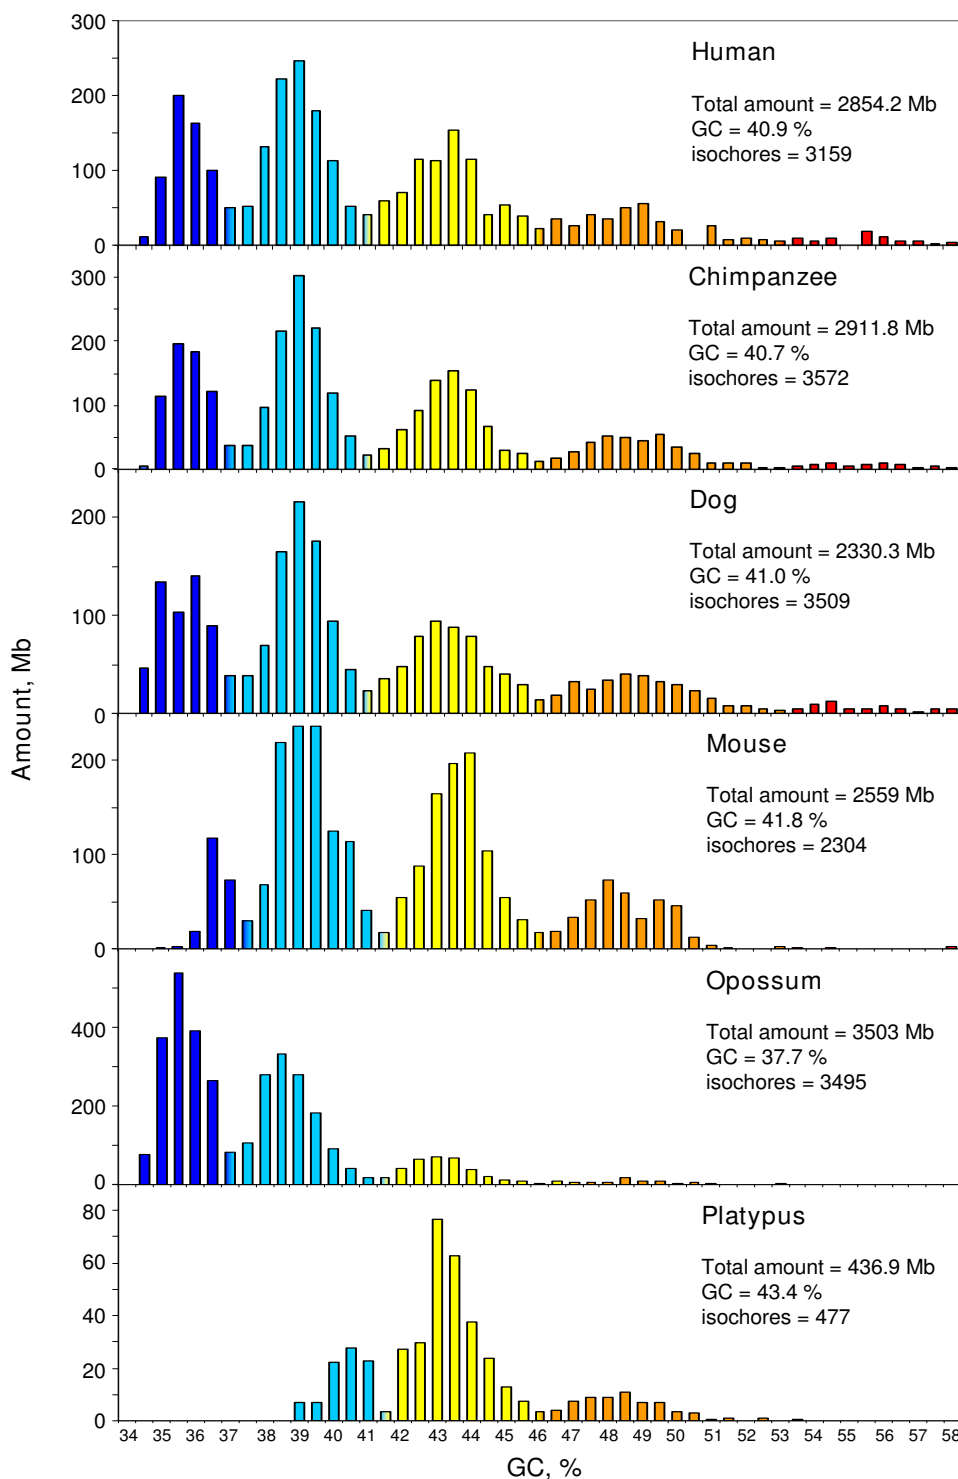 300
Human
Total amount = 2854.2 Mb
GC = 40.9 %
isochores = 3159
200
100
0
Chimpanzee
300
Total amount = 2911.8 Mb
GC = 40.7 %
isochores = 3572
200
100
0
Dog
200
Total amount = 2330.3 Mb
GC = 41.0 %
isochores = 3509
100
0
Amount, Mb
Mouse
200
Total amount = 2559 Mb
GC = 41.8 %
isochores = 2304
100
0
Opossum
400
Total amount = 3503 Mb
GC = 37.7 %
isochores = 3495
200
0
Platypus
80
Total amount = 436.9 Mb
GC = 43.4 %
isochores = 477
60
40
20
0
34 35 36 37 38 39 40 41 42 43 44 45 46 47 48 49 50 51 52 54 55 56 57 58
GC, %